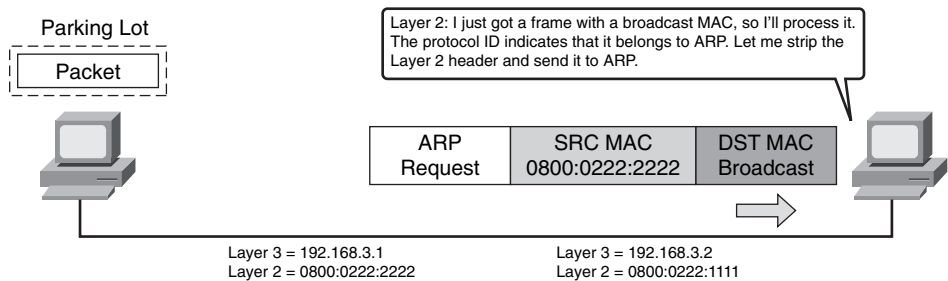 Parking Lot
Packet
Layer 2: I just got a frame with a broadcast MAC, so I'll process it.
The protocol ID indicates that it belongs to ARP. Let me strip the
Layer 2 header and send it to ARP.
ARP
Request
SRC MAC
0800:0222:2222
DST MAC
Broadcast
Layer 3 = 192.168.3.1
Layer 2 = 0800:0222:2222
Layer 3 = 192.168.3.2
Layer 2 = 0800:0222:1111